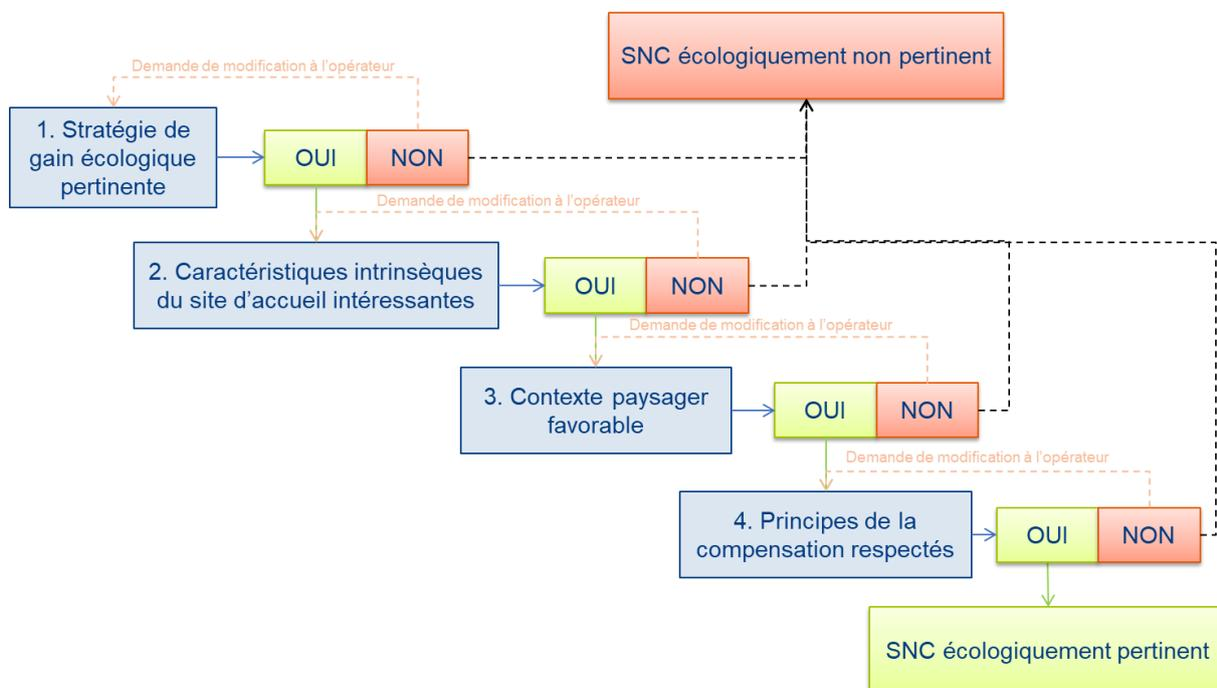 SNC écologiquement non pertinent
Demande de modification à l'opérateur
1. Stratégie de
gain écologique
pertinente
OUI
NON
Demande de modification à l'opérateur
2. Caractéristiques intrinsèques
du site d'accueil intéressantes
OUI
NON
Demande de modification à l'opérateur
3. Contexte paysager
favorable
OUI
NON
Demande de modification à l'opérateur
4. Principes de la
compensation respectés
OUI
NON
SNC écologiquement pertinent